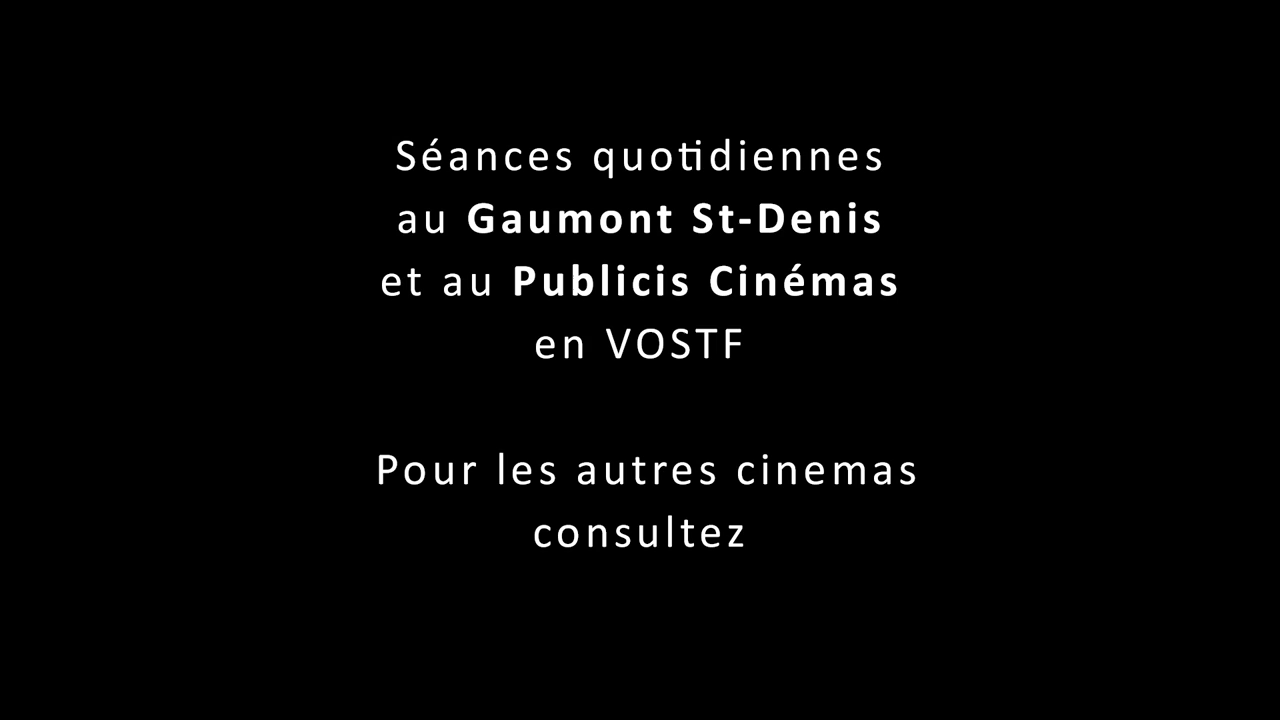 Séances quotidiennes
au Gaumont St-Denis
et au Publicis Cinémas
en VOSTF
Pour les autres cinemas
consultez